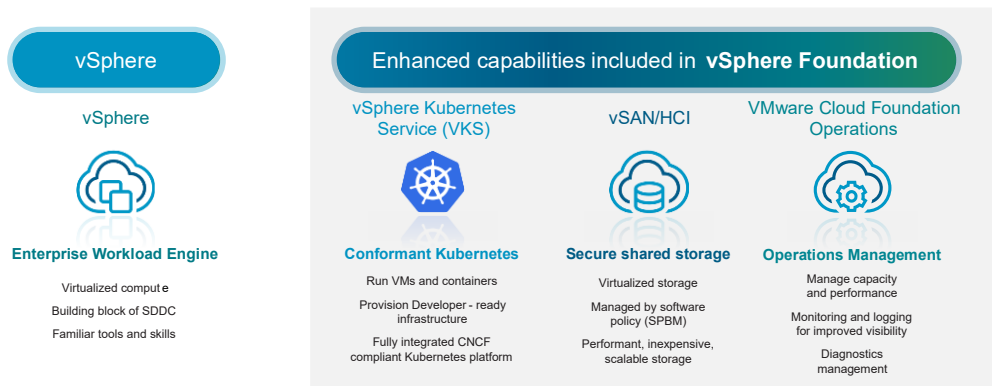 vSphere
Enhanced capabilities included in vSphere Foundation
vSphere
Enterprise Workload Engine
Virtualized compute
Building block of SDDC
Familiar tools and skills
vSphere Kubernetes
Service (VKS)
Conformant Kubernetes
Run VMs and containers
Provision Developer - ready
infrastructure
Fully integrated CNCF
compliant Kubernetes platform
vSAN/HCI
Secure shared storage
Virtualized storage
Managed by software
policy (SPBM)
Performant, inexpensive,
scalable storage
VMware Cloud Foundation
Operations
Operations Management
Manage capacity
and performance
Monitoring and logging
for improved visibility
Diagnostics
management